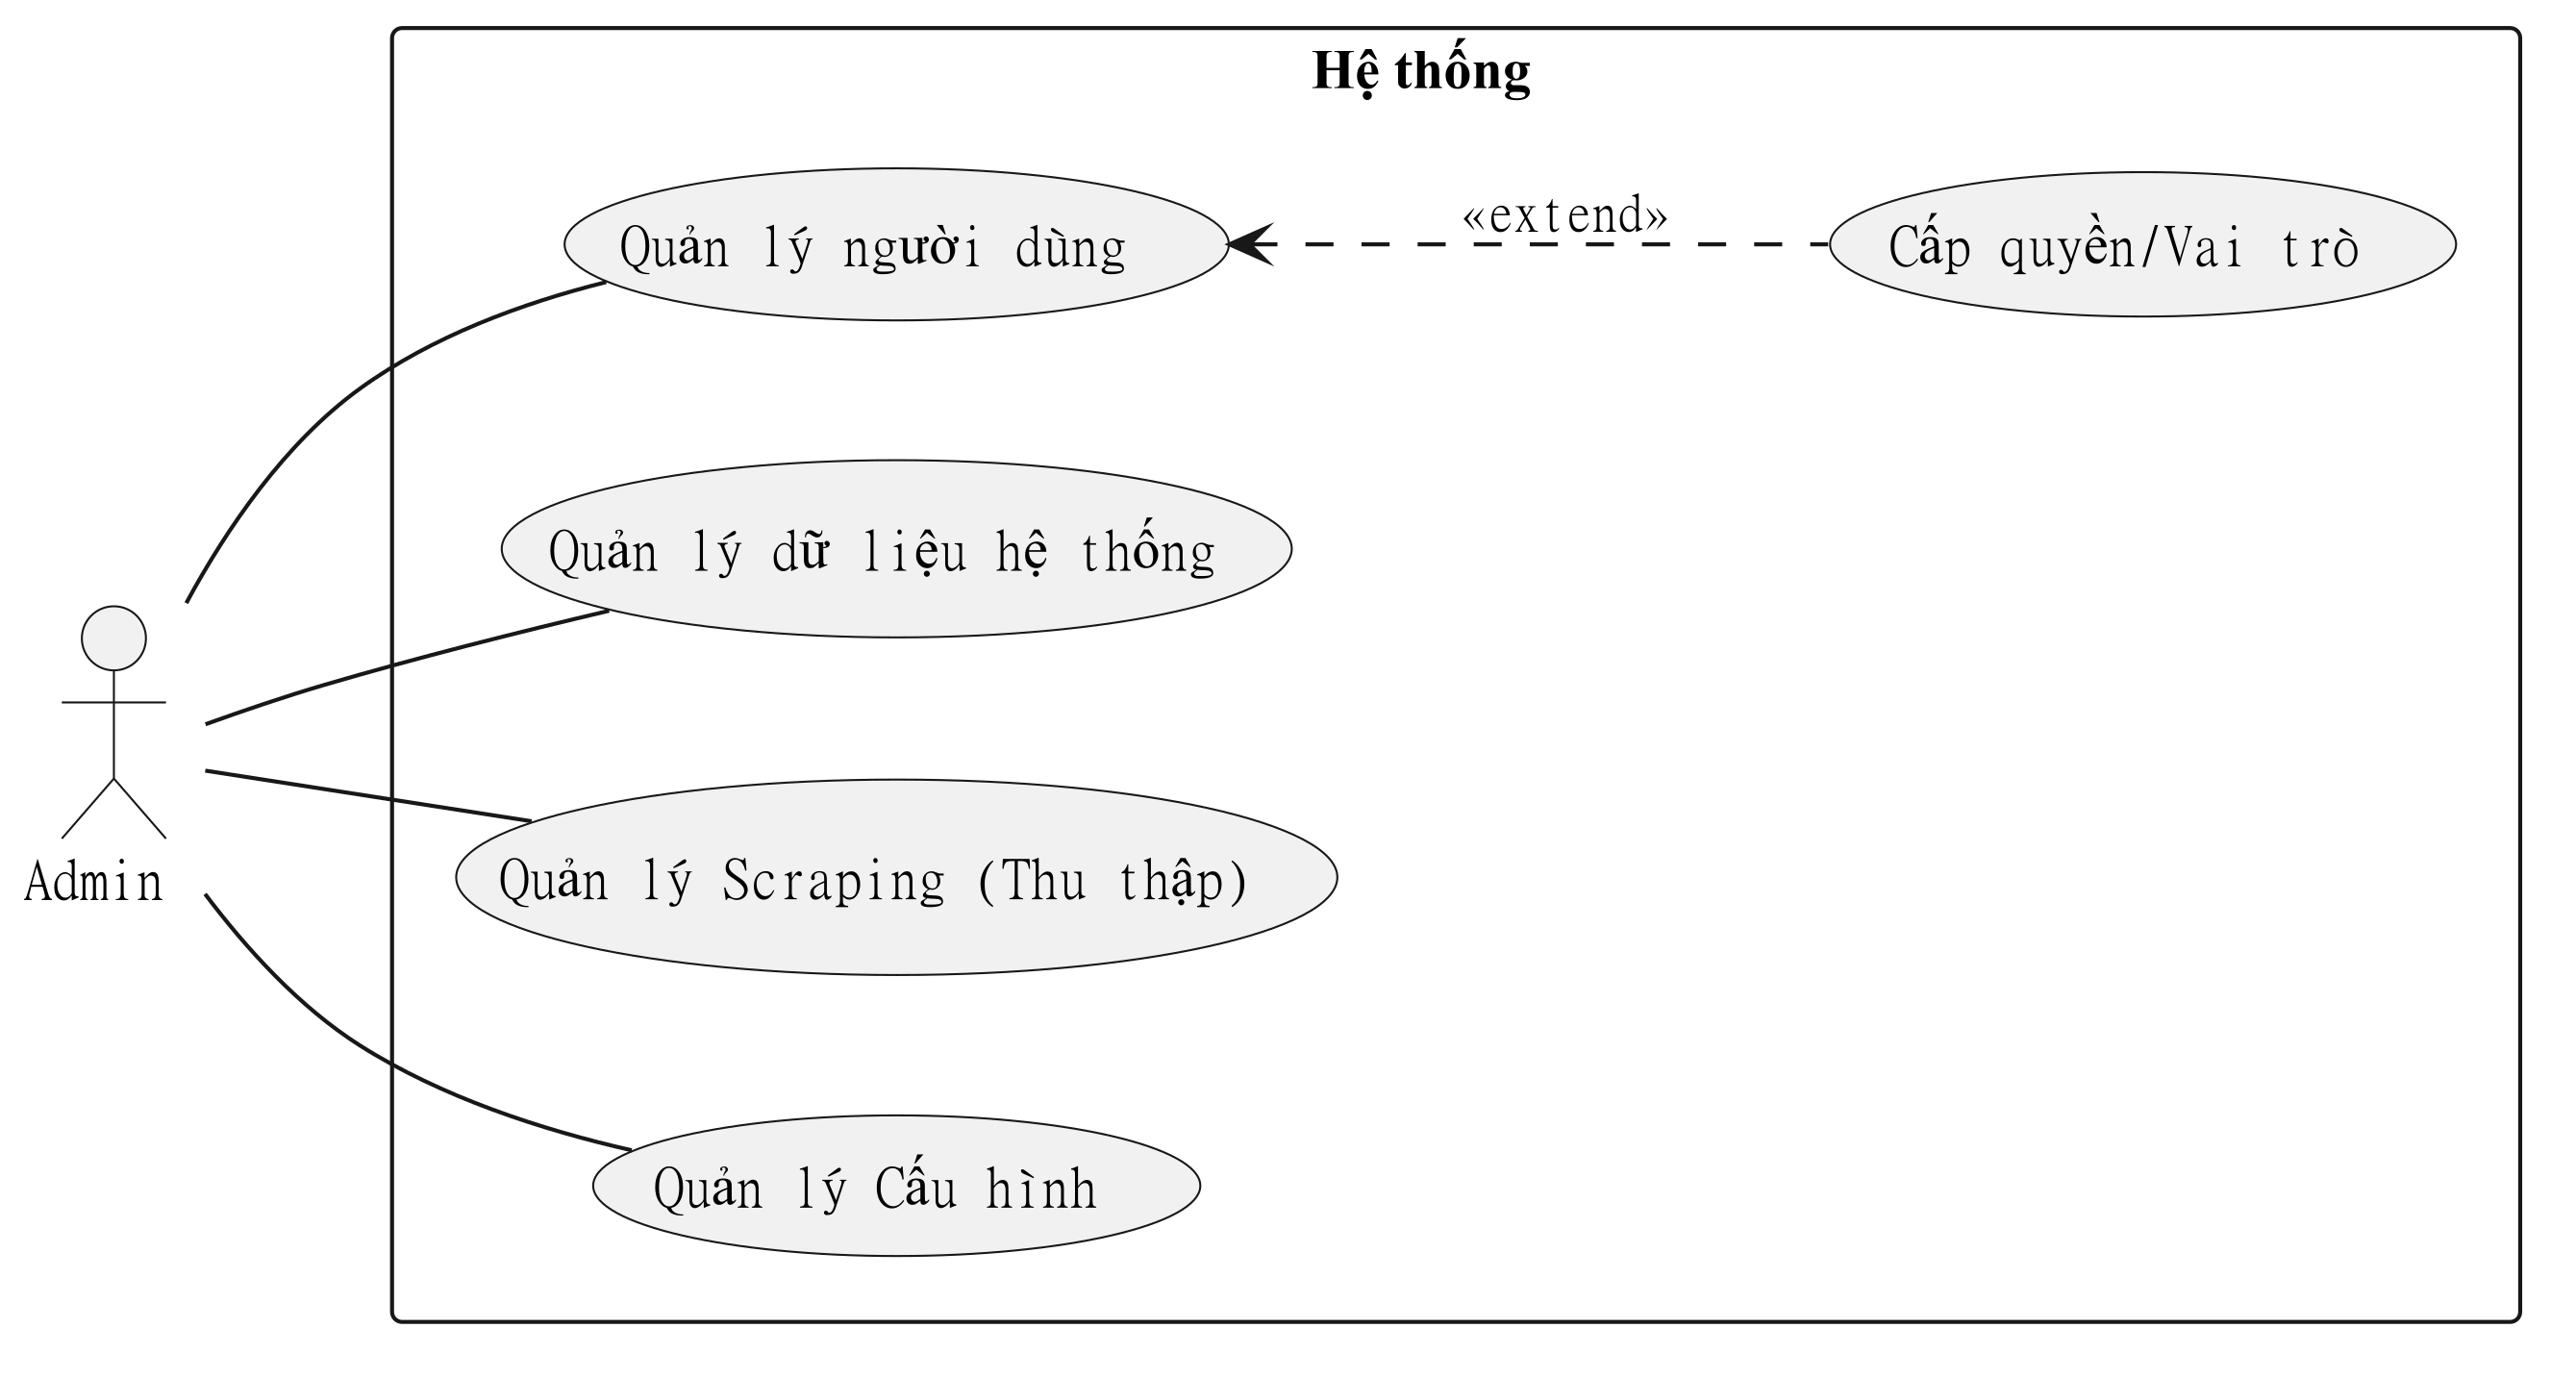 Hệ thống
Quản lý người dùng
«extend»
Cấp quyền/Vai trò
Quản lý dữ liệu hệ thống
Quản lý Scraping (Thu thập)
Admin
Quản lý Cấu hình